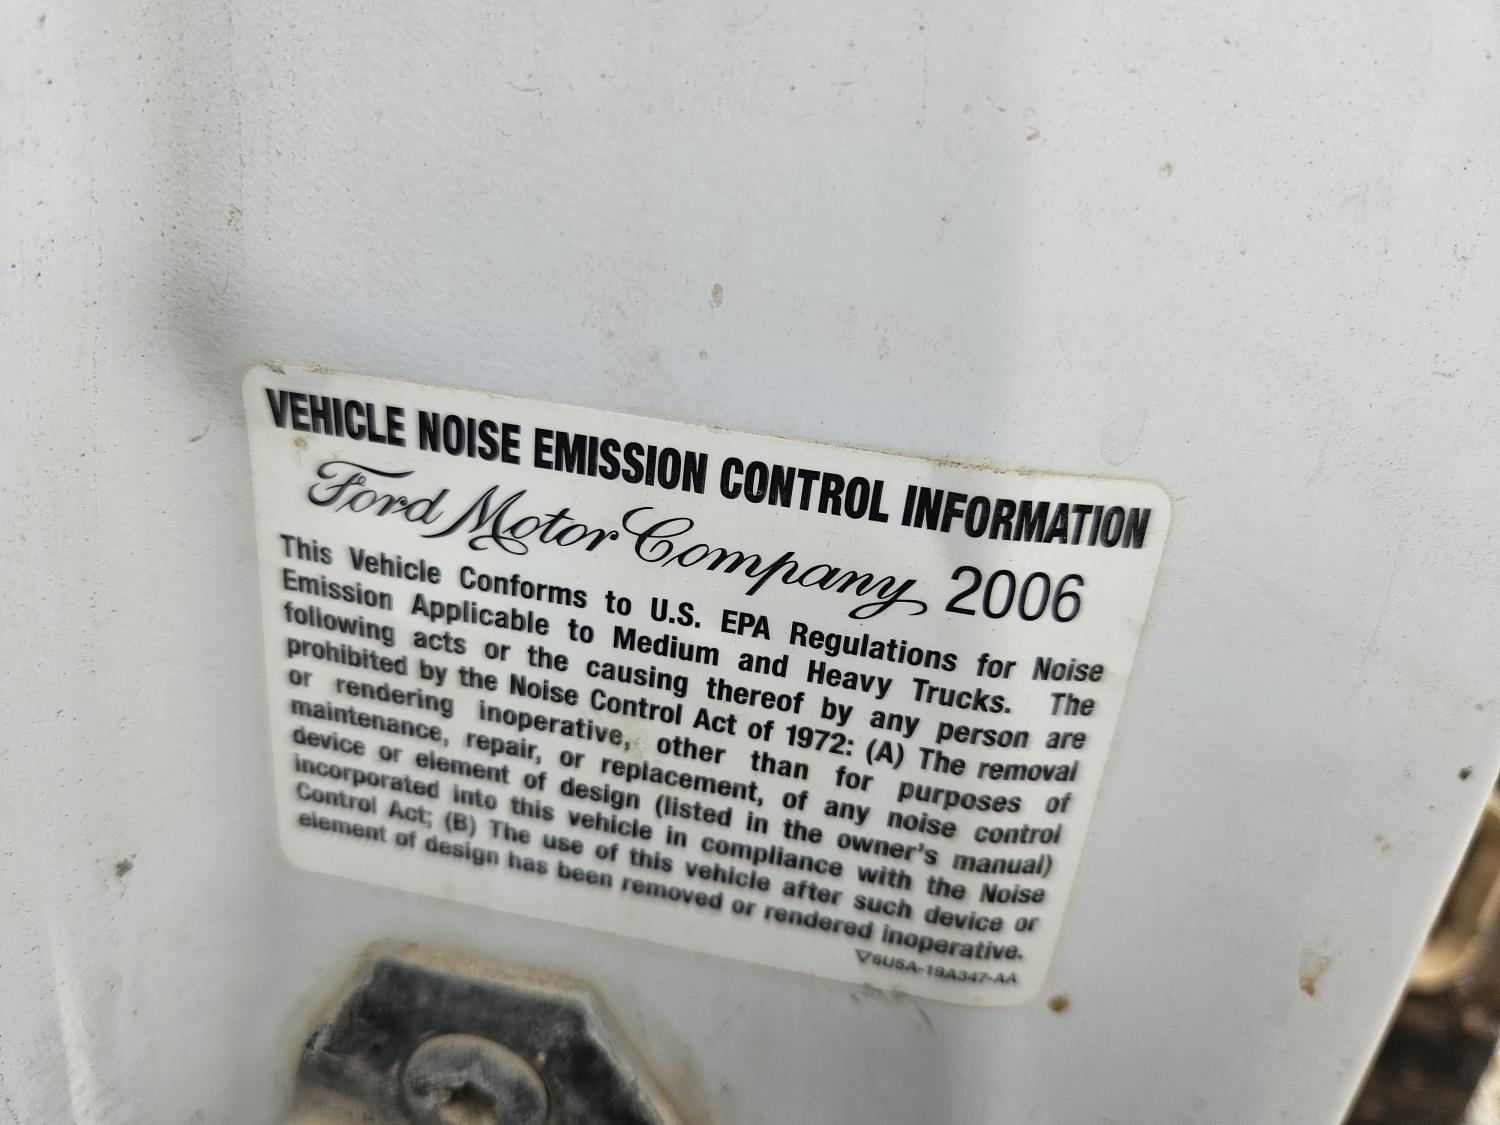 VEHICLE NOISE EMISSION CONTROL INFORMATION
Ford Motor Company 2006
This Vehicle Conforms to U.S. EPA Regulations for Noise
Emission Applicable to Medium and Heavy Trucks. The
following acts or the causing thereof by any person are
prohibited by the Noise Control Act of 1972: (A) The removal
or rendering inoperative, other than for purposes of
maintenance, repair, or replacement, of any noise control
device or element of design (listed in the owner's manual)
incorporated into this vehicle in compliance with the Noise
Control Act; (B) The use of this vehicle after such device or
element of design has been removed or rendered inoperative.
▽6U5A-19A347-AA